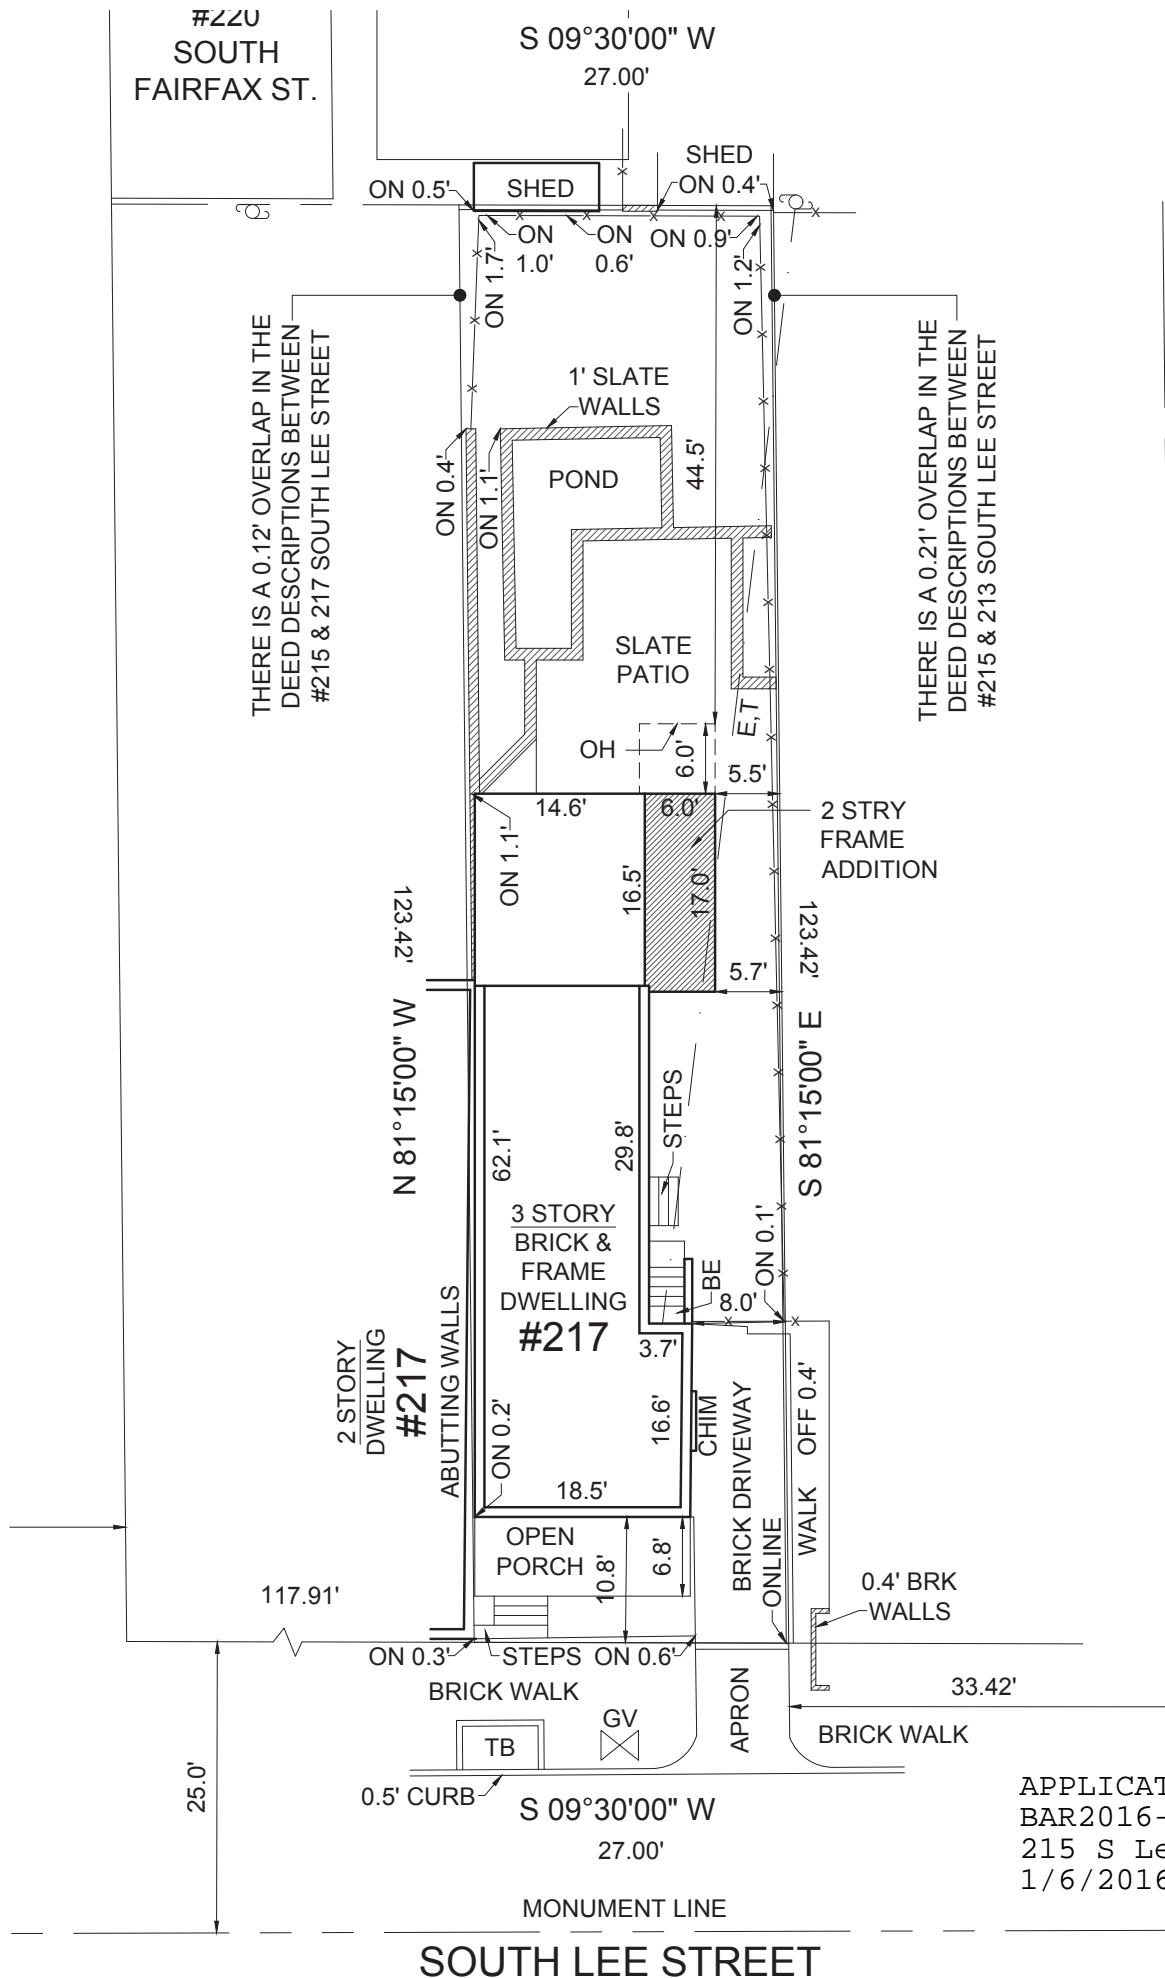 #220
SOUTH
FAIRFAX ST.
S 09°30'00" W
27.00'
SHED
ON 0.5'
SHED
ON 0.4'
ON
1.0'
ON
0.6'
ON 0.9'
ON 1.7'
ON 1.2'
THERE IS A 0.12' OVERLAP IN THE
DEED DESCRIPTIONS BETWEEN
#215 & 217 SOUTH LEE STREET
THERE IS A 0.21' OVERLAP IN THE
DEED DESCRIPTIONS BETWEEN
#215 & 213 SOUTH LEE STREET
1' SLATE
WALLS
ON 0.4'
ON 1.1'
POND
44.5'
SLATE
PATIO
E,T
OH
6.0'
5.5'
14.6'
6.0'
2 STRY
FRAME
ADDITION
ON 1.1'
16.5'
17.0'
123.42'
123.42'
5.7'
N 81°15'00" W
S 81°15'00" E
62.1'
29.8'
STEPS
3 STORY
BRICK &
FRAME
DWELLING
#217
BE
ON 0.1'
8.0'
3.7'
2 STORY
DWELLING
#217
ABUTTING WALLS
ON 0.2'
16.6'
CHIM
BRICK DRIVEWAY
WALK OFF 0.4'
18.5'
OPEN
PORCH
10.8'
6.8'
ONLINE
0.4' BRK
WALLS
117.91'
ON 0.3'
STEPS
ON 0.6'
BRICK WALK
33.42'
GV
APRON
BRICK WALK
TB
25.0'
0.5' CURB
S 09°30'00" W
27.00'
APPLICAT
BAR2016-
215 S Le
1/6/2016
MONUMENT LINE
SOUTH LEE STREET